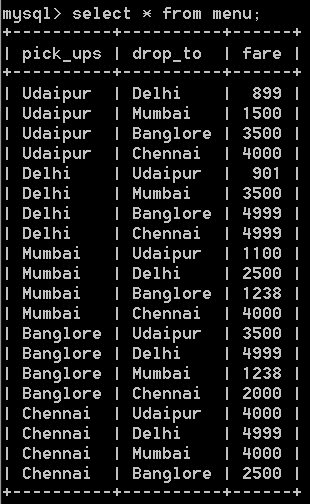 mysql> select * from menu;
+----------+----------+------+
| pick_ups | drop_to  | fare |
+----------+----------+------+
| Udaipur  | Delhi    |  899 |
| Udaipur  | Mumbai   | 1500 |
| Udaipur  | Banglore | 3500 |
| Udaipur  | Chennai  | 4000 |
| Delhi    | Udaipur  |  901 |
| Delhi    | Mumbai   | 3500 |
| Delhi    | Banglore | 4999 |
| Delhi    | Chennai  | 4999 |
| Mumbai   | Udaipur  | 1100 |
| Mumbai   | Delhi    | 2500 |
| Mumbai   | Banglore | 1238 |
| Mumbai   | Chennai  | 4000 |
| Banglore | Udaipur  | 3500 |
| Banglore | Delhi    | 4999 |
| Banglore | Mumbai   | 1238 |
| Banglore | Chennai  | 2000 |
| Chennai  | Udaipur  | 4000 |
| Chennai  | Delhi    | 4999 |
| Chennai  | Mumbai   | 4000 |
| Chennai  | Banglore | 2500 |
+----------+----------+------+